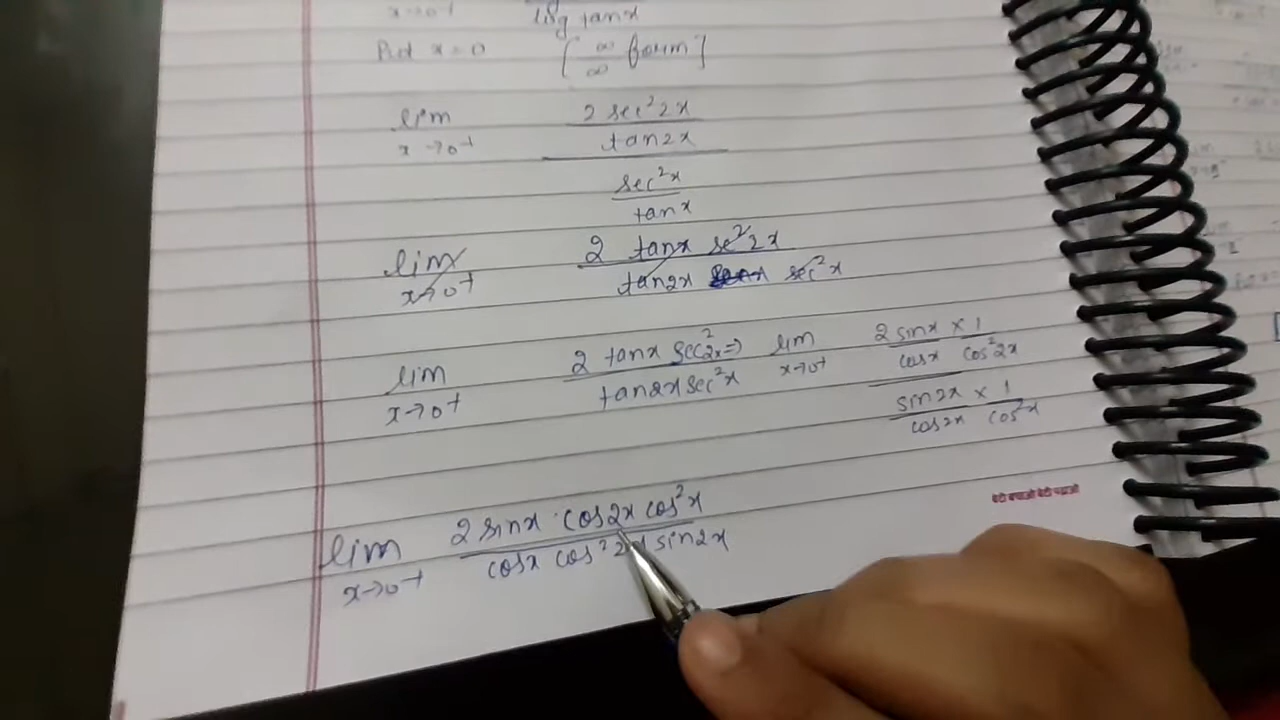 x→0+ log tanx
Put x=0 [∞/∞ form]
lim 2 sec²2x
x→0+ tan2x
sec²x
tanx
lim 2 tanx sec²2x
x→0+ tan2x sec²x
lim 2 tanx sec²2x ⇒ lim 2 sinx × 1
x→0+ tan2x sec²x x→0+ cosx cos²2x
sin2x × 1
cos2x cos²x
बेटी बचाओ बेटी पढ़ाओ
lim 2 sinx · cos2x cos²x
x→0+ cosx cos²2x sin2x